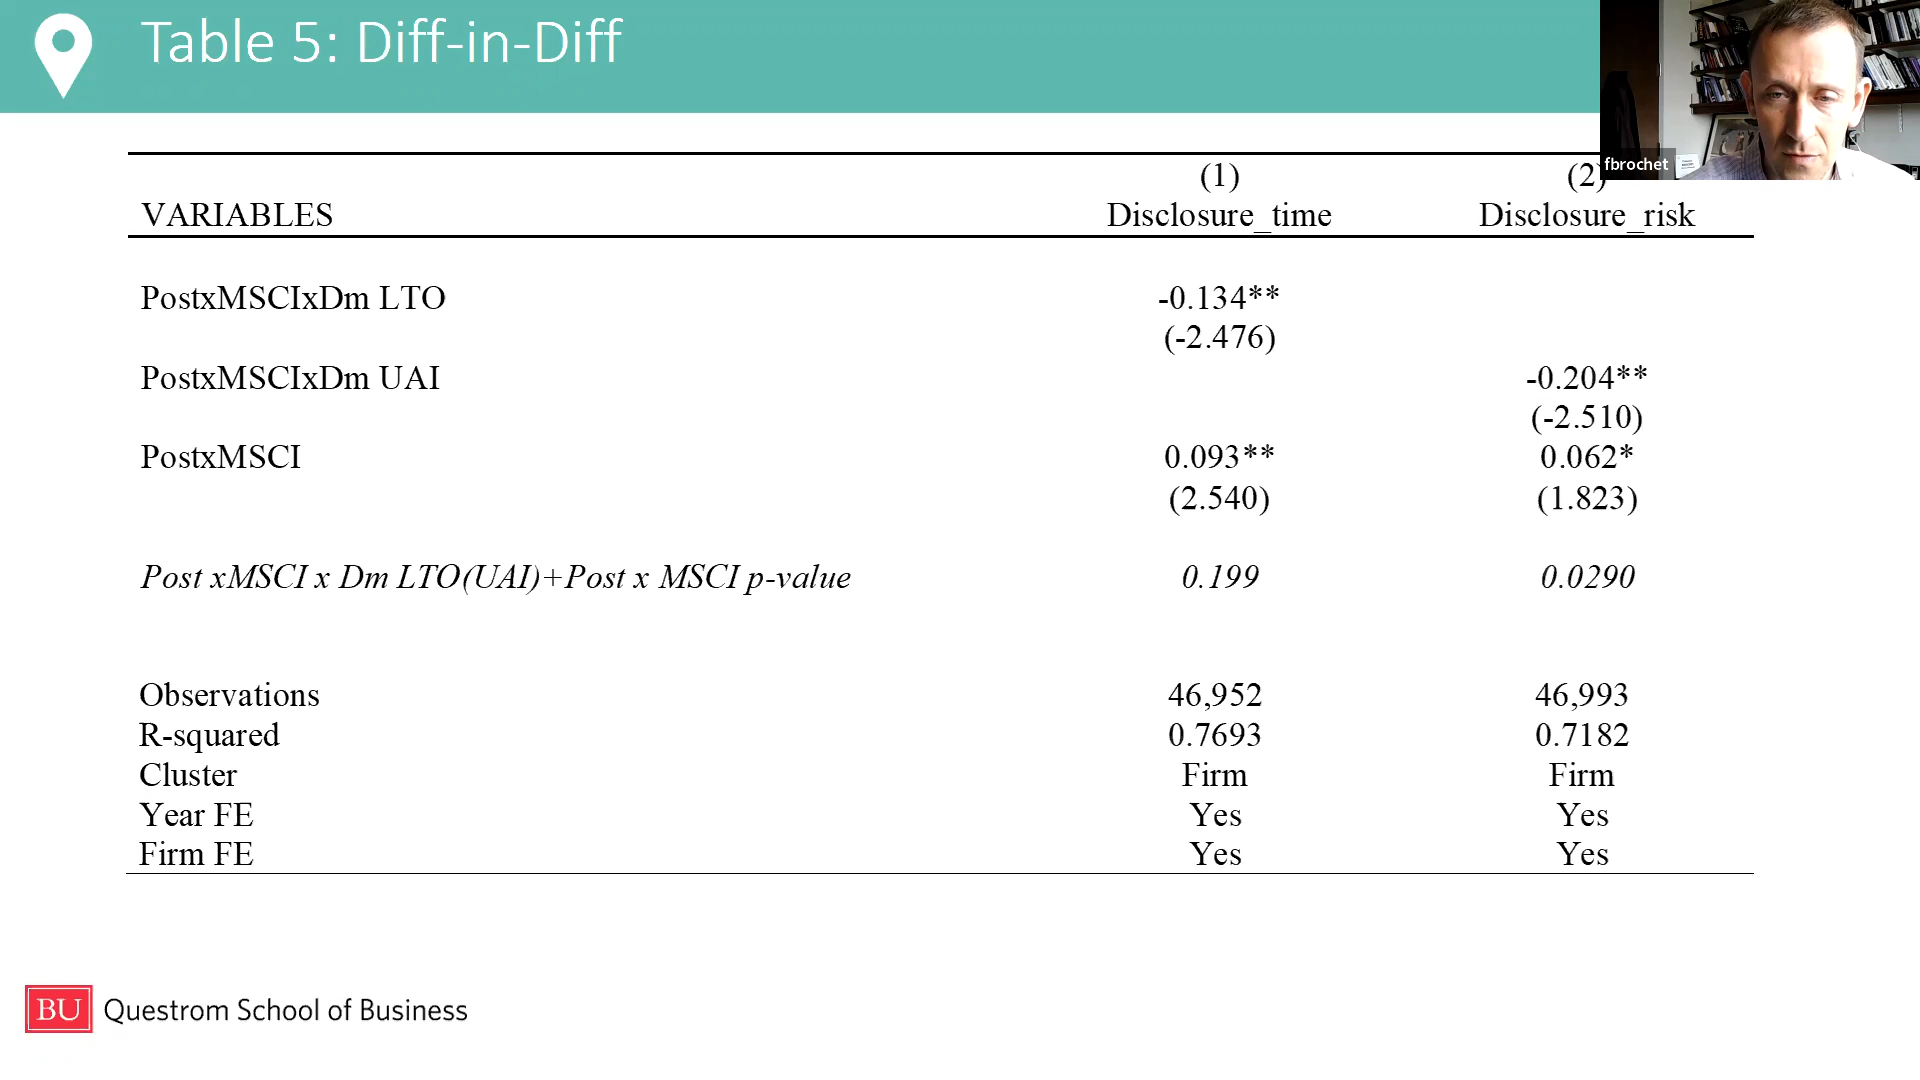 Table 5: Diff-in-Diff
fbrochet
(1) (2)
VARIABLES Disclosure_time Disclosure_risk
PostxMSCIxDm LTO -0.134**
(-2.476)
PostxMSCIxDm UAI -0.204**
(-2.510)
PostxMSCI 0.093** 0.062*
(2.540) (1.823)
Post xMSCI x Dm LTO(UAI)+Post x MSCI p-value 0.199 0.0290
Observations 46,952 46,993
R-squared 0.7693 0.7182
Cluster Firm Firm
Year FE Yes Yes
Firm FE Yes Yes
BU Questrom School of Business